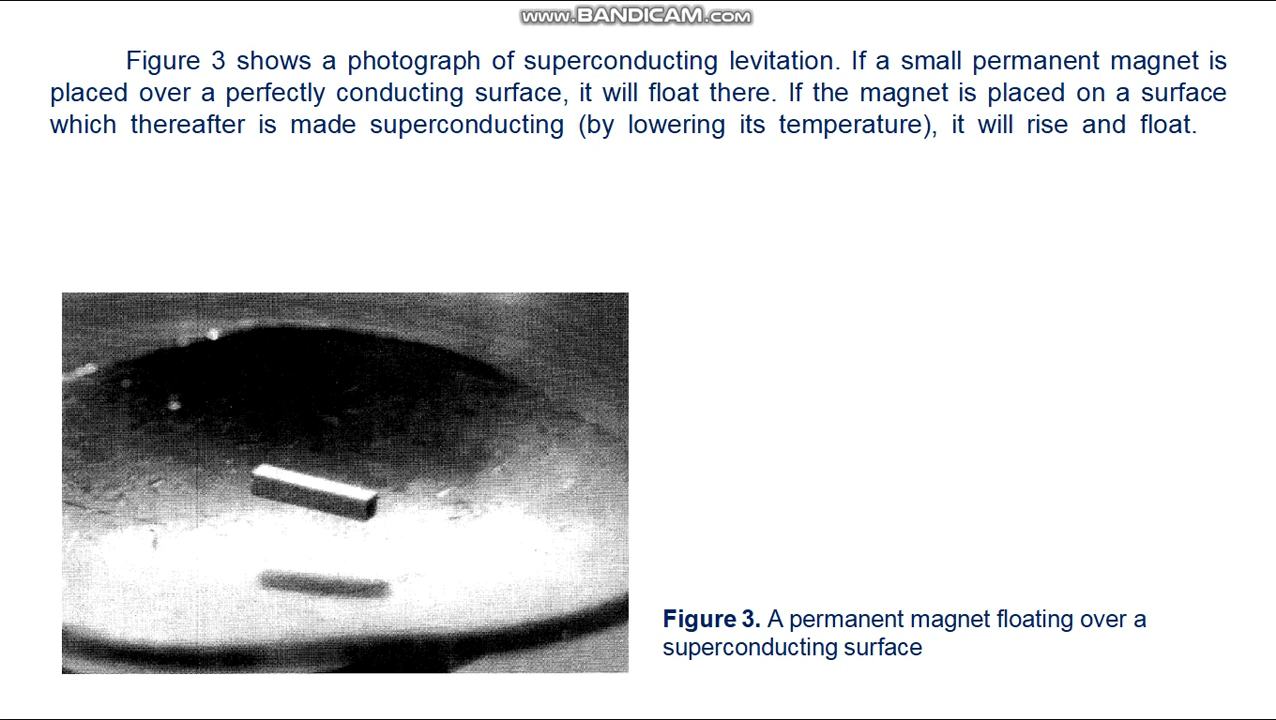 www.BANDICAM.com
Figure 3 shows a photograph of superconducting levitation. If a small permanent magnet is
placed over a perfectly conducting surface, it will float there. If the magnet is placed on a surface
which thereafter is made superconducting (by lowering its temperature), it will rise and float.
Figure 3. A permanent magnet floating over a
superconducting surface